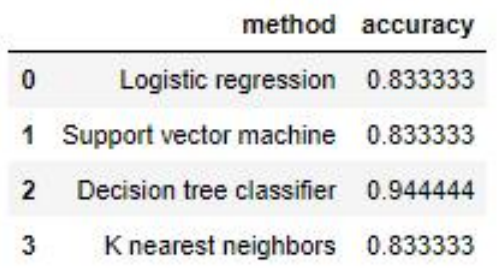 method accuracy
0 Logistic regression 0.833333
1 Support vector machine 0.833333
2 Decision tree classifier 0.944444
3 K nearest neighbors 0.833333